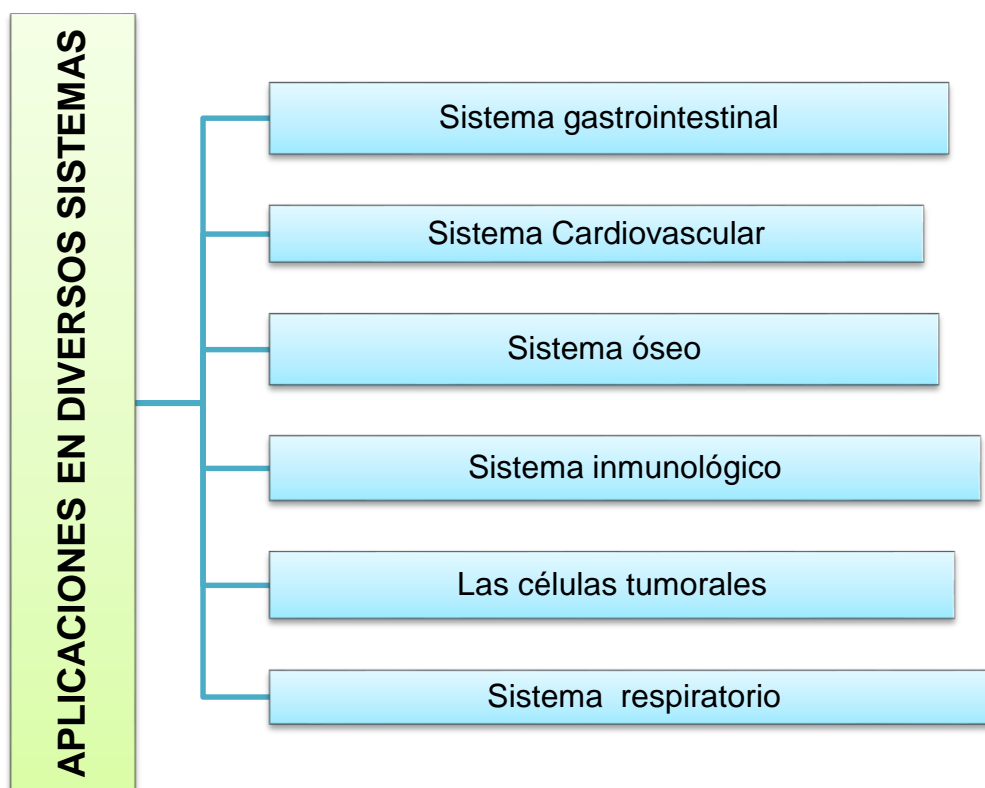 APLICACIONES EN DIVERSOS SISTEMAS
Sistema gastrointestinal
Sistema Cardiovascular
Sistema óseo
Sistema inmunológico
Las células tumorales
Sistema respiratorio